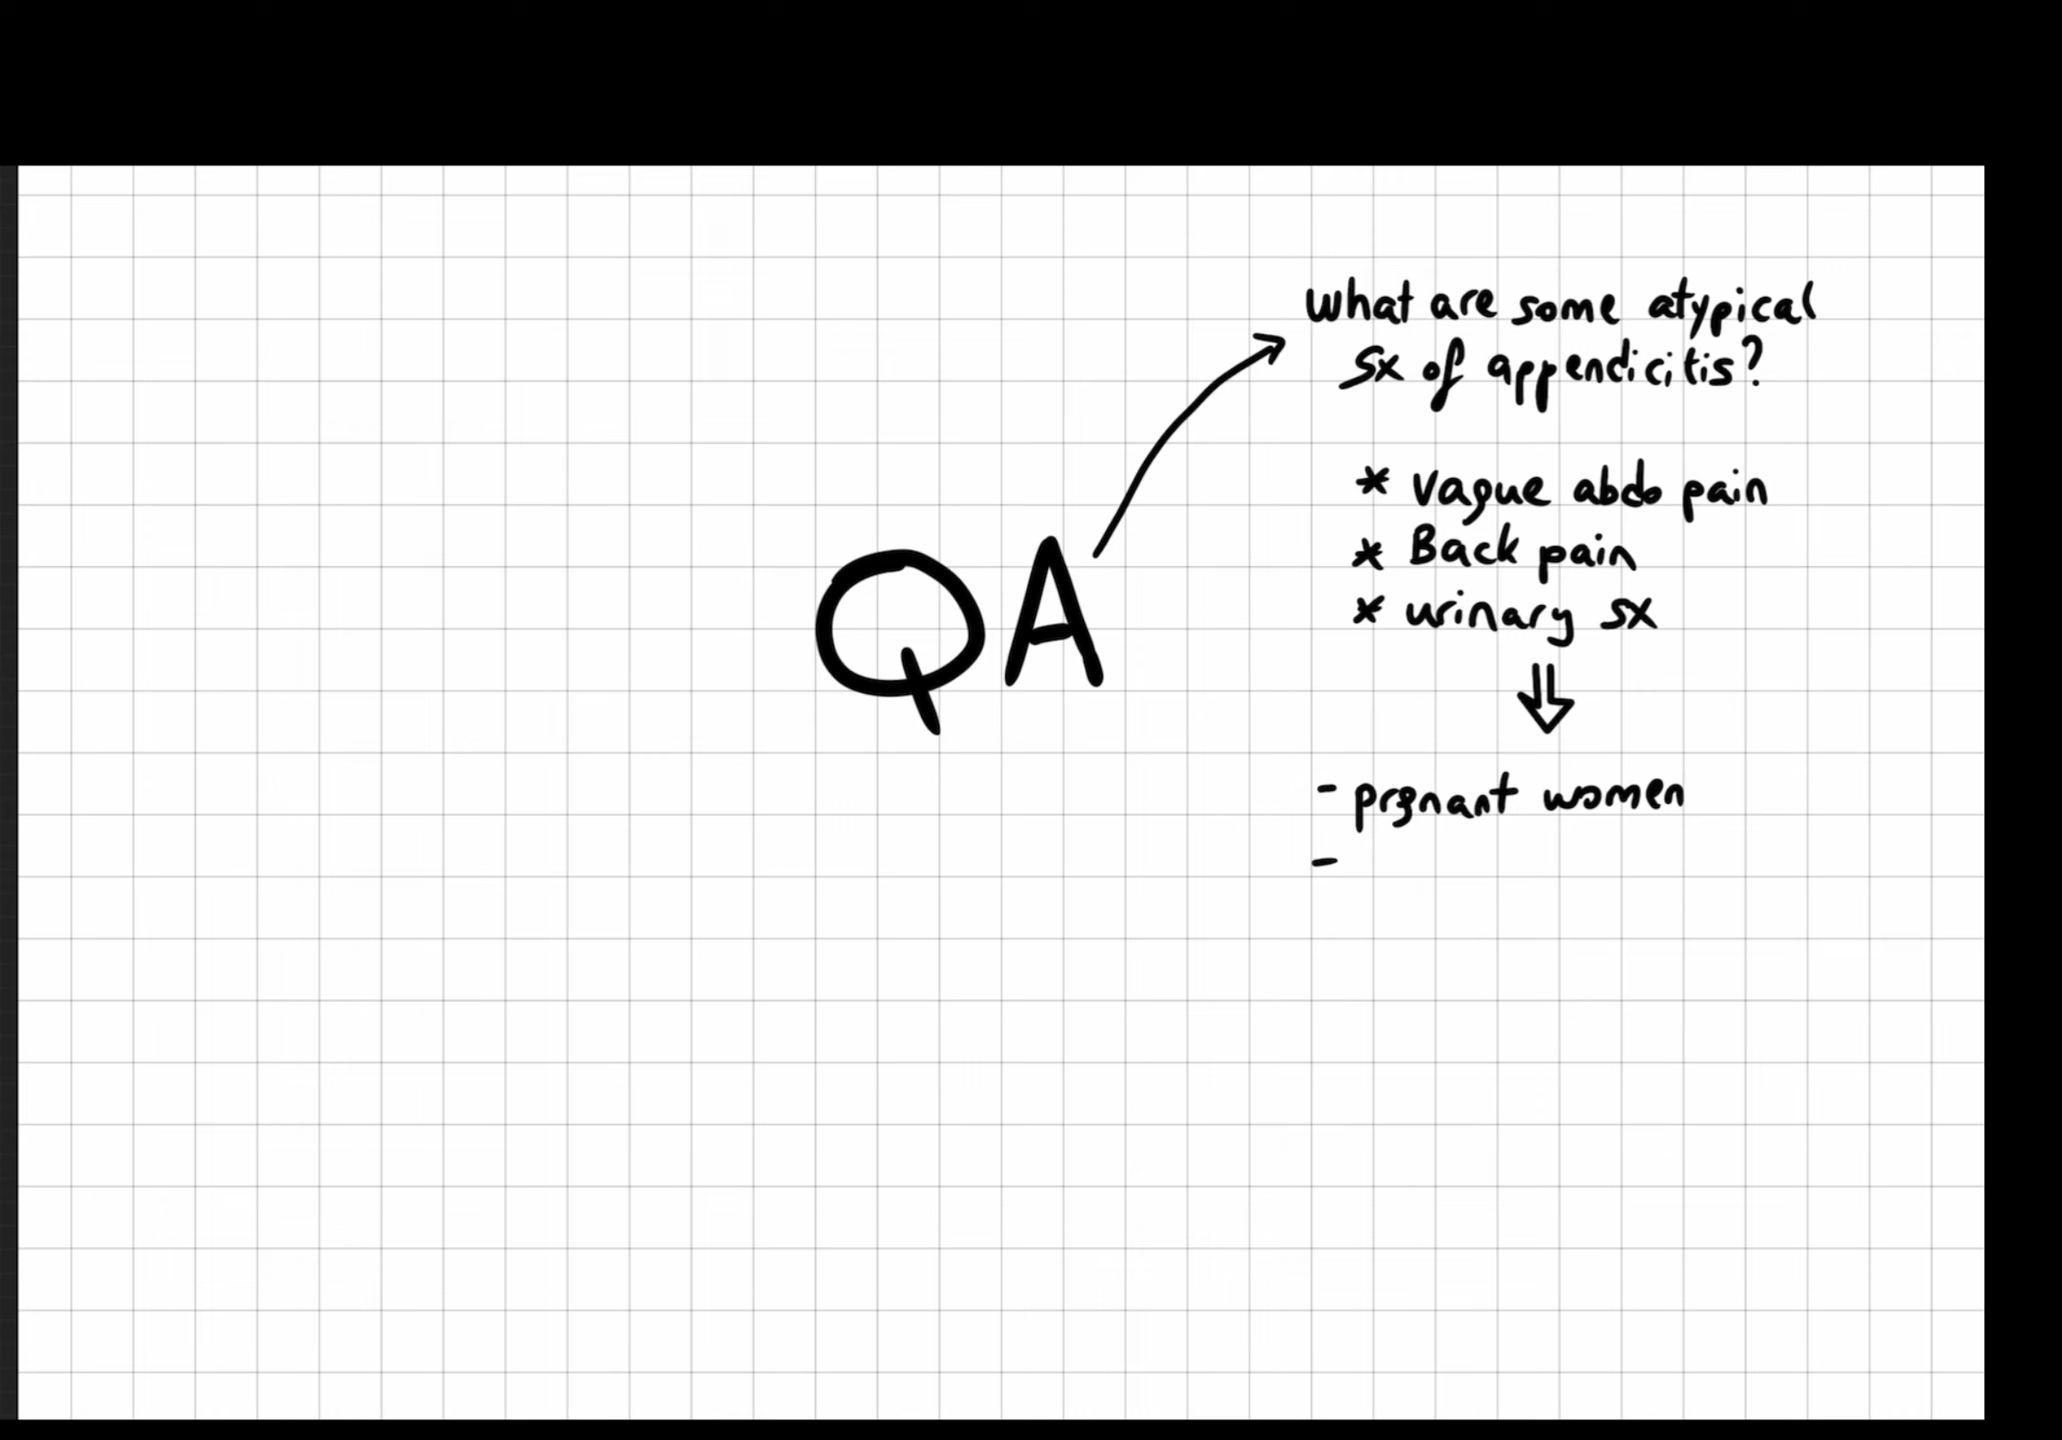 QA
What are some atypical
sx of appendicitis?
* Vague abdo pain
* Back pain
* urinary sx
- pregnant women
-